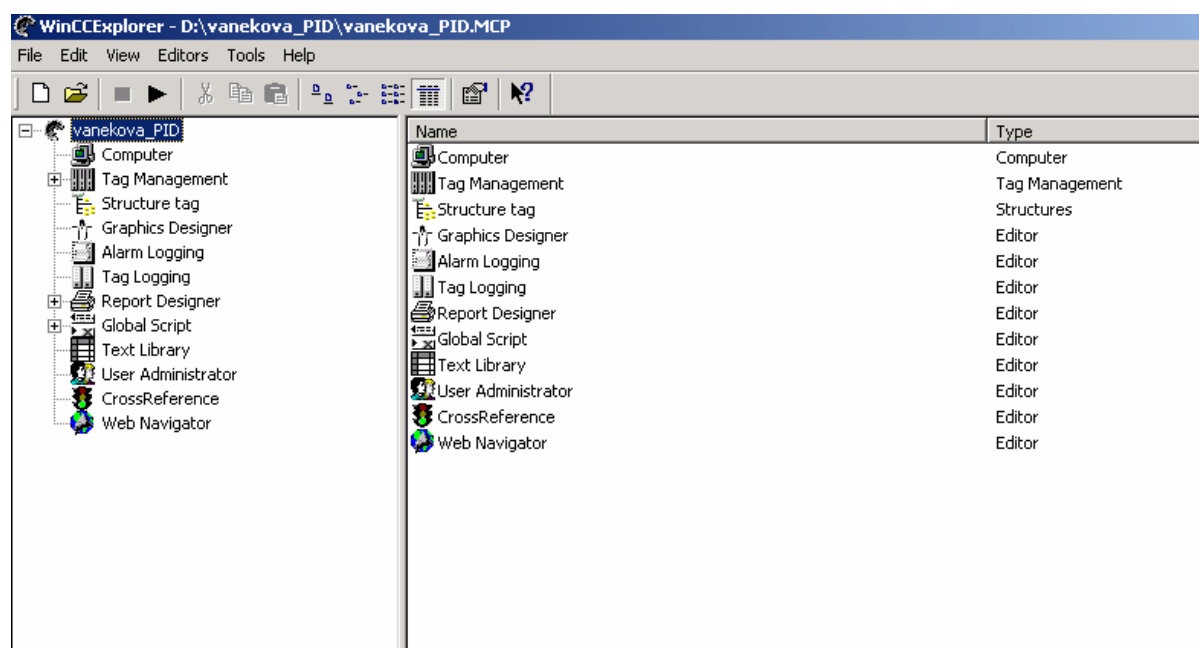 WinCCExplorer - D:\vanekova_PID\vanekova_PID.MCP
File Edit View Editors Tools Help
vanekova_PID
Computer
Tag Management
Structure tag
Graphics Designer
Alarm Logging
Tag Logging
Report Designer
Global Script
Text Library
User Administrator
CrossReference
Web Navigator
Name Type
Computer Computer
Tag Management Tag Management
Structure tag Structures
Graphics Designer Editor
Alarm Logging Editor
Tag Logging Editor
Report Designer Editor
Global Script Editor
Text Library Editor
User Administrator Editor
CrossReference Editor
Web Navigator Editor